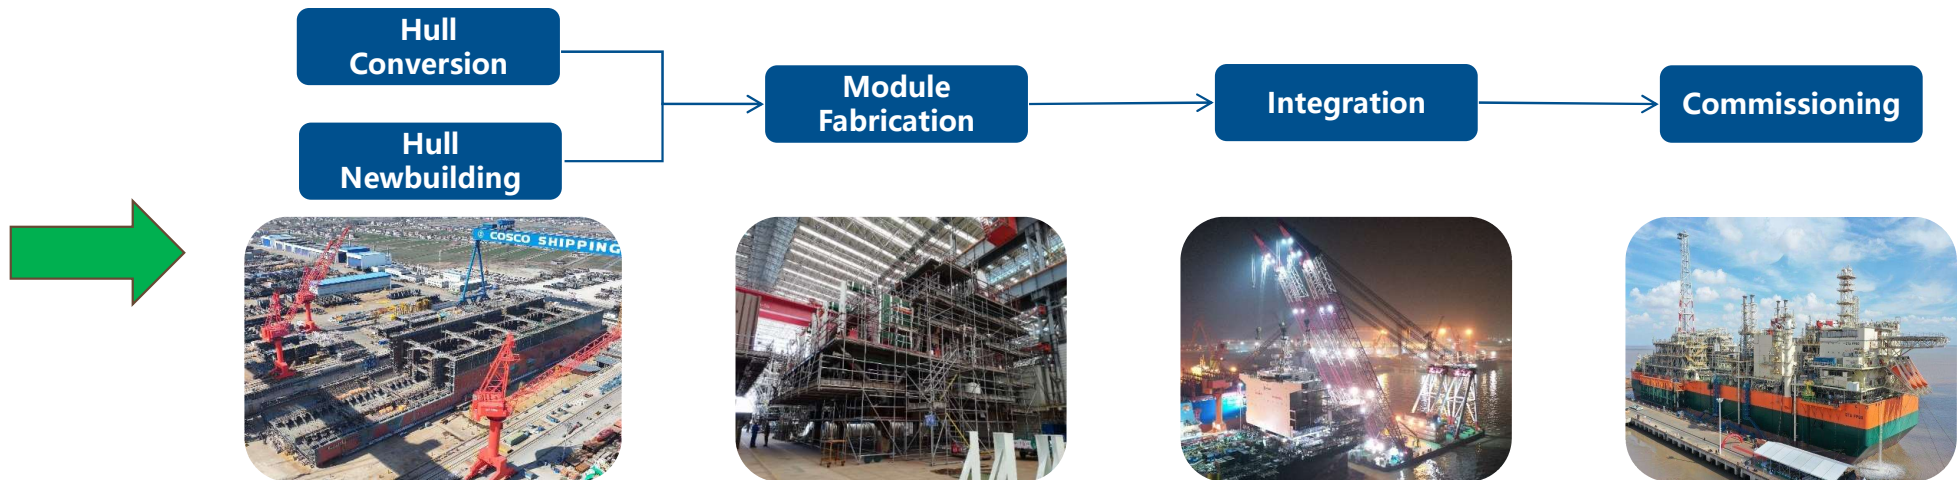 Hull
Conversion
Hull
Newbuilding
Module
Fabrication
Integration
Commissioning
COSCO SHIPPING